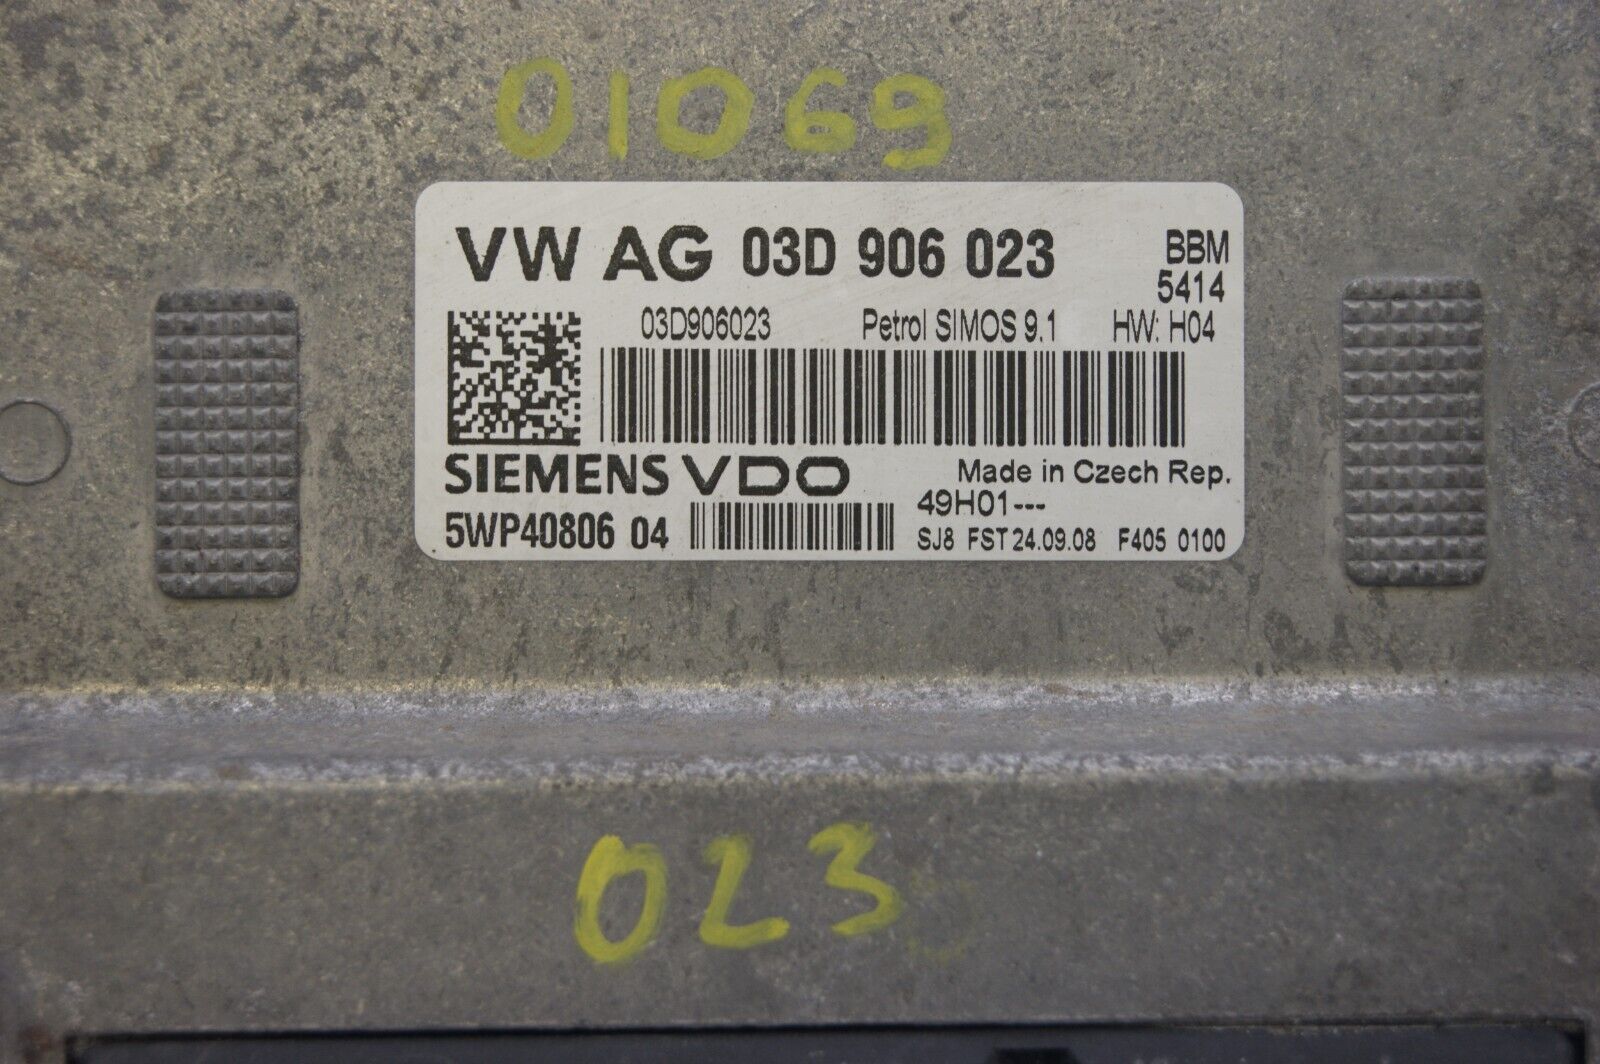 01069
VW AG 03D 906 023 BBM
5414
03D906023 Petrol SIMOS 9.1 HW: H04
SIEMENS VDO Made in Czech Rep.
49H01---
5WP40806 04 SJ8 FST 24.09.08 F405 0100
023